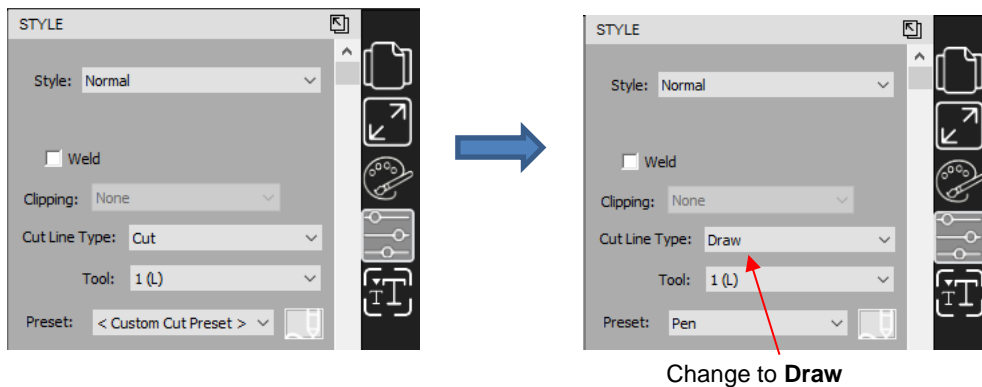 STYLE
Style: Normal
Weld
Clipping: None
Cut Line Type: Cut
Tool: 1 (L)
Preset: < Custom Cut Preset >
T T
STYLE
Style: Normal
Weld
Clipping: None
Cut Line Type: Draw
Tool: 1 (L)
Preset: Pen
T T
Change to Draw